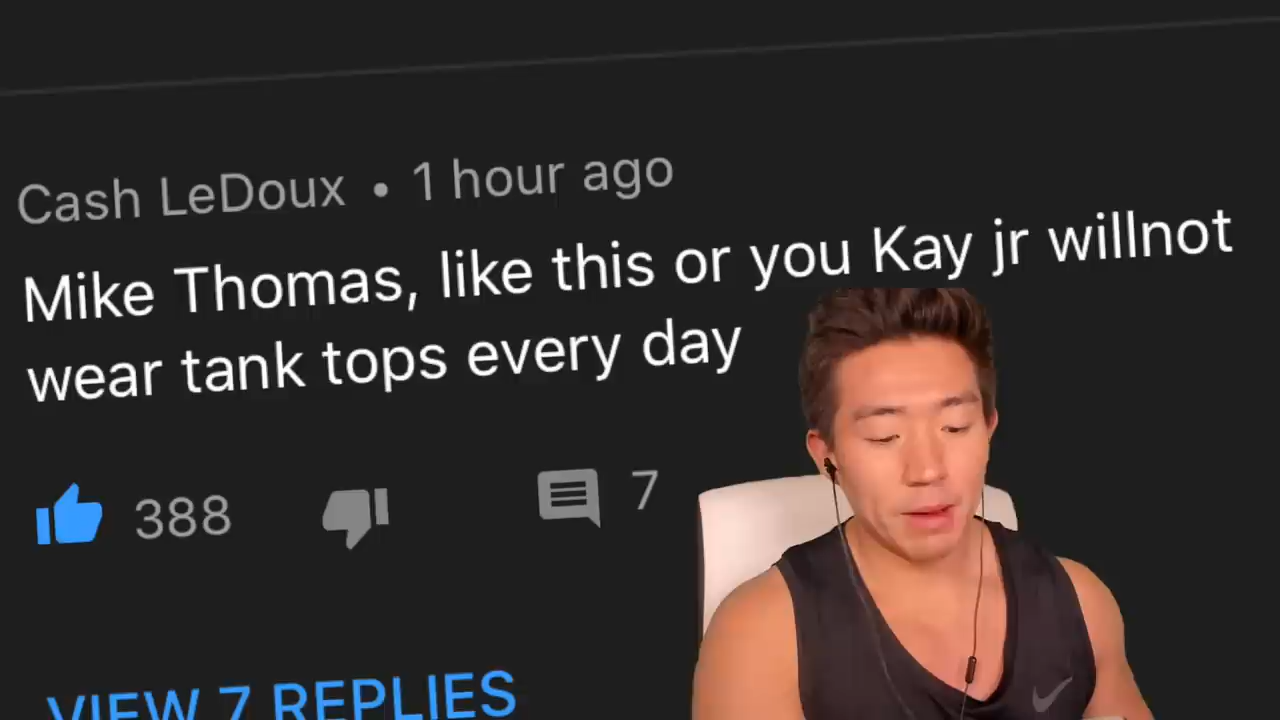 Cash LeDoux • 1 hour ago
Mike Thomas, like this or you Kay jr willnot
wear tank tops every day
388
7
VIEW 7 REPLIES